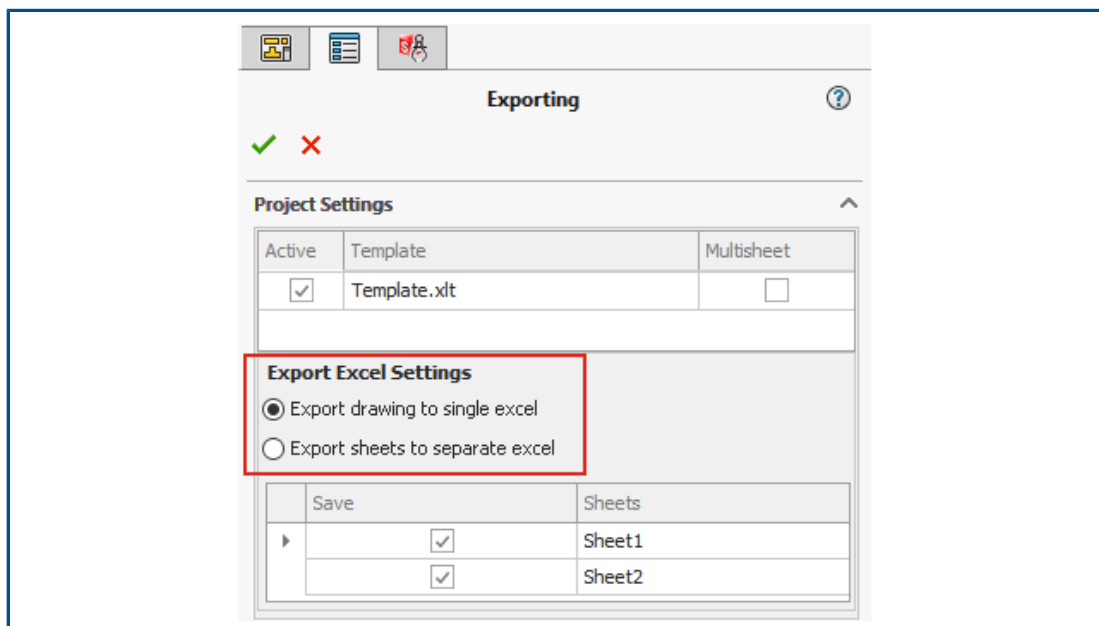 Exporting
Project Settings
Active Template Multisheet
Template.xlt
Export Excel Settings
Export drawing to single excel
Export sheets to separate excel
Save Sheets
Sheet1
Sheet2